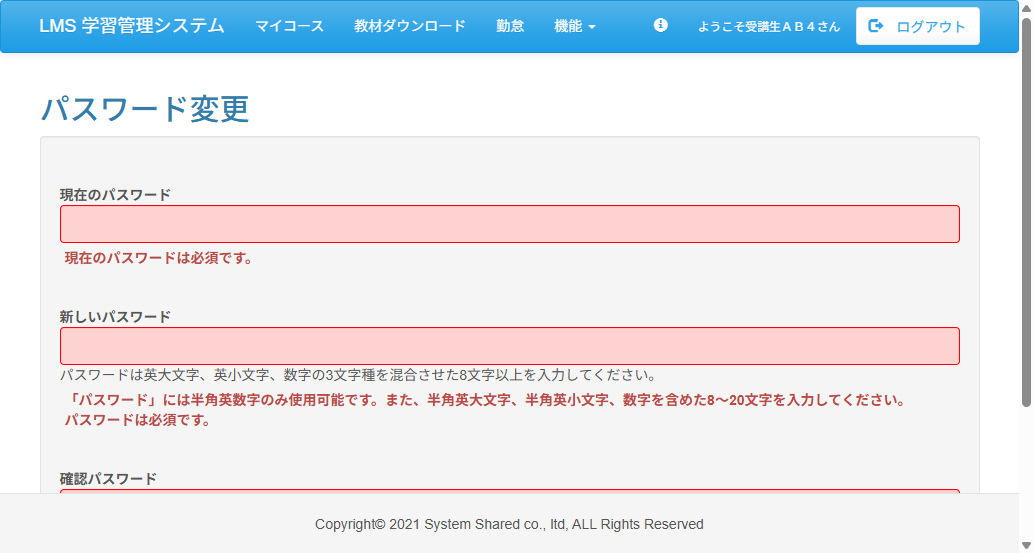 LMS 学習管理システム マイコース 教材ダウンロード 勤怠 機能 ようこそ受講生ＡＢ４さん ログアウト
パスワード変更
現在のパスワード
現在のパスワードは必須です。
新しいパスワード
パスワードは英大文字、英小文字、数字の3文字種を混合させた8文字以上を入力してください。
「パスワード」には半角英数字のみ使用可能です。また、半角英大文字、半角英小文字、数字を含めた8～20文字を入力してください。
パスワードは必須です。
確認パスワード
Copyright© 2021 System Shared co., ltd, ALL Rights Reserved